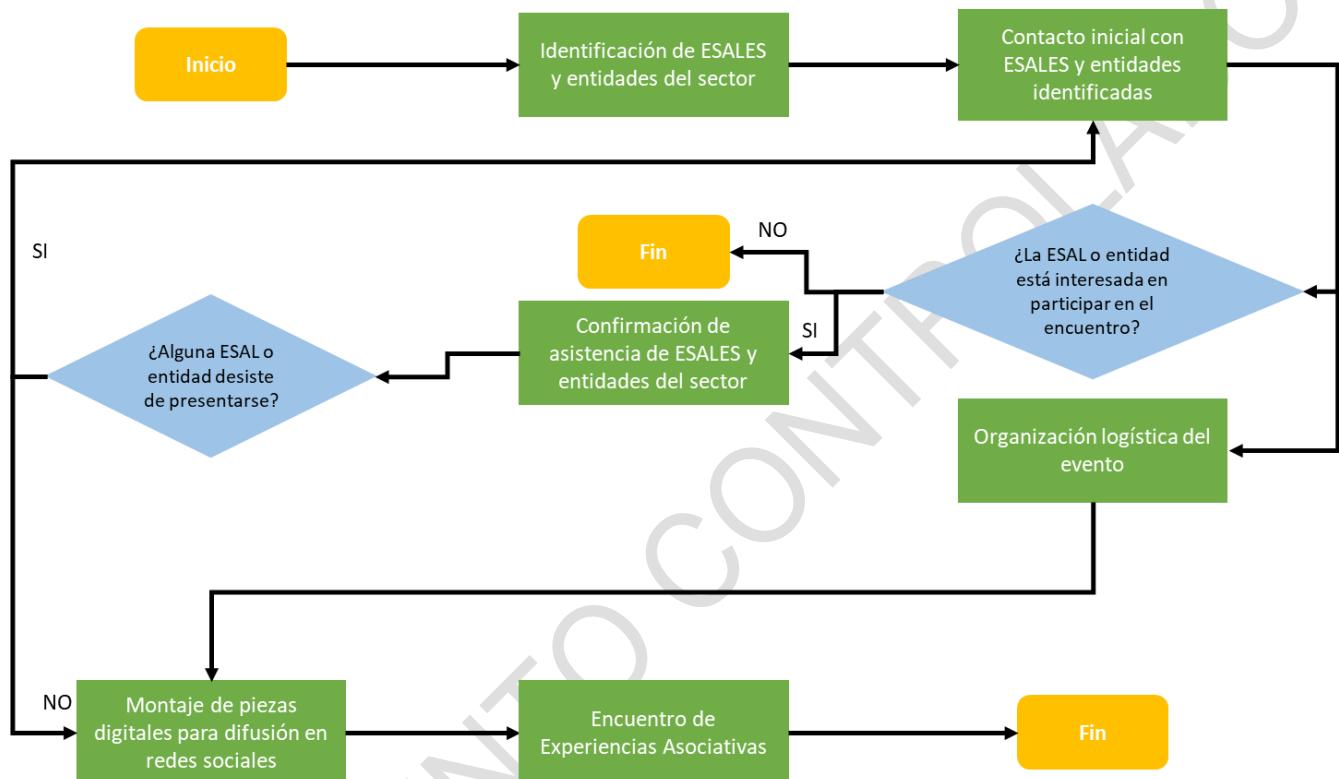 Inicio
Identificación de ESALES
y entidades del sector
Contacto inicial con
ESALES y entidades
identificadas
SI
NO
Fin
¿La ESAL o entidad
está interesada en
participar en el
encuentro?
SI
Confirmación de
asistencia de ESALES y
entidades del sector
¿Alguna ESAL o
entidad desiste
de presentarse?
Organización logística del
evento
NO
Montaje de piezas
digitales para difusión en
redes sociales
Encuentro de
Experiencias Asociativas
Fin